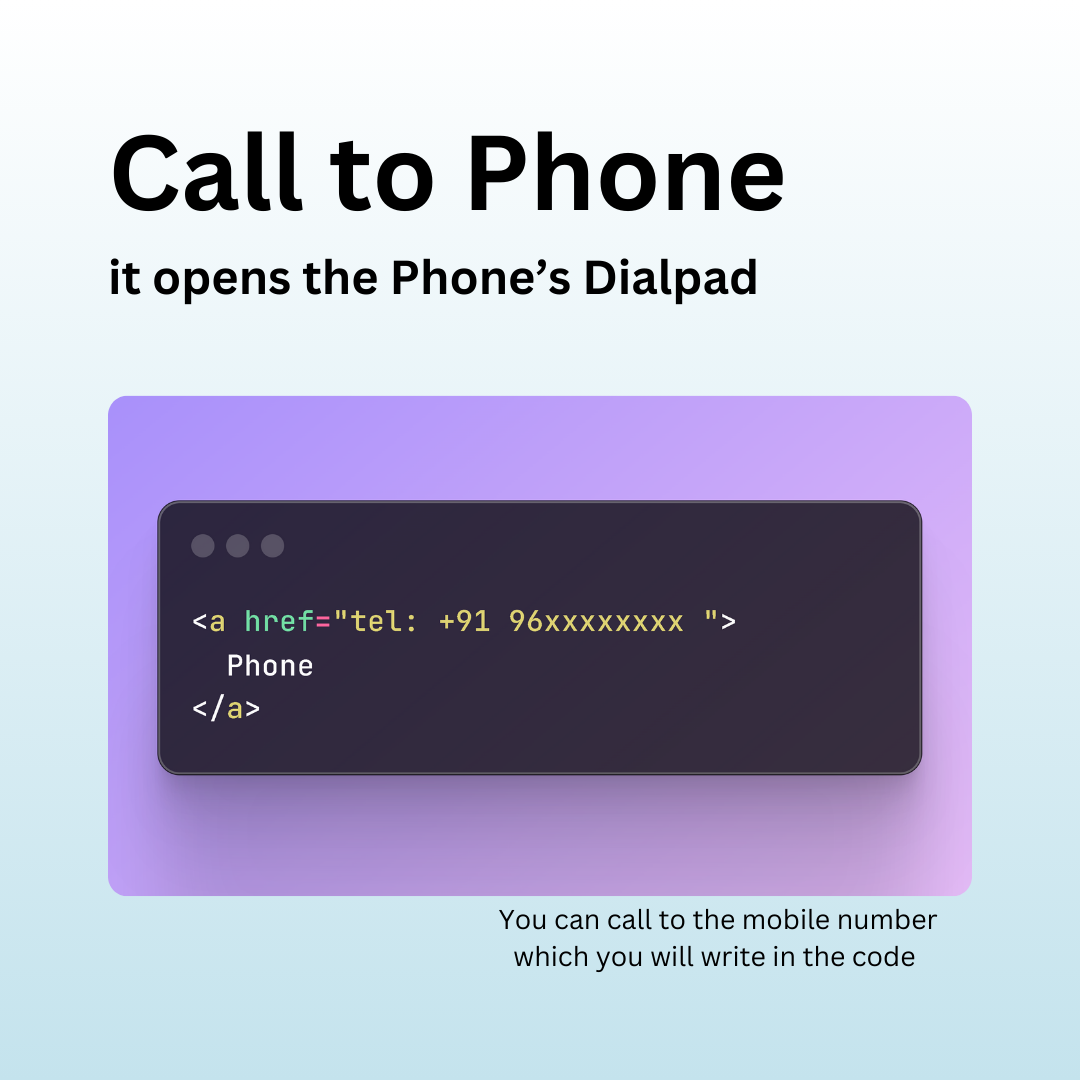 Call to Phone
it opens the Phone’s Dialpad
<a href="tel: +91 96xxxxxxxx ">
  Phone
</a>
You can call to the mobile number
which you will write in the code